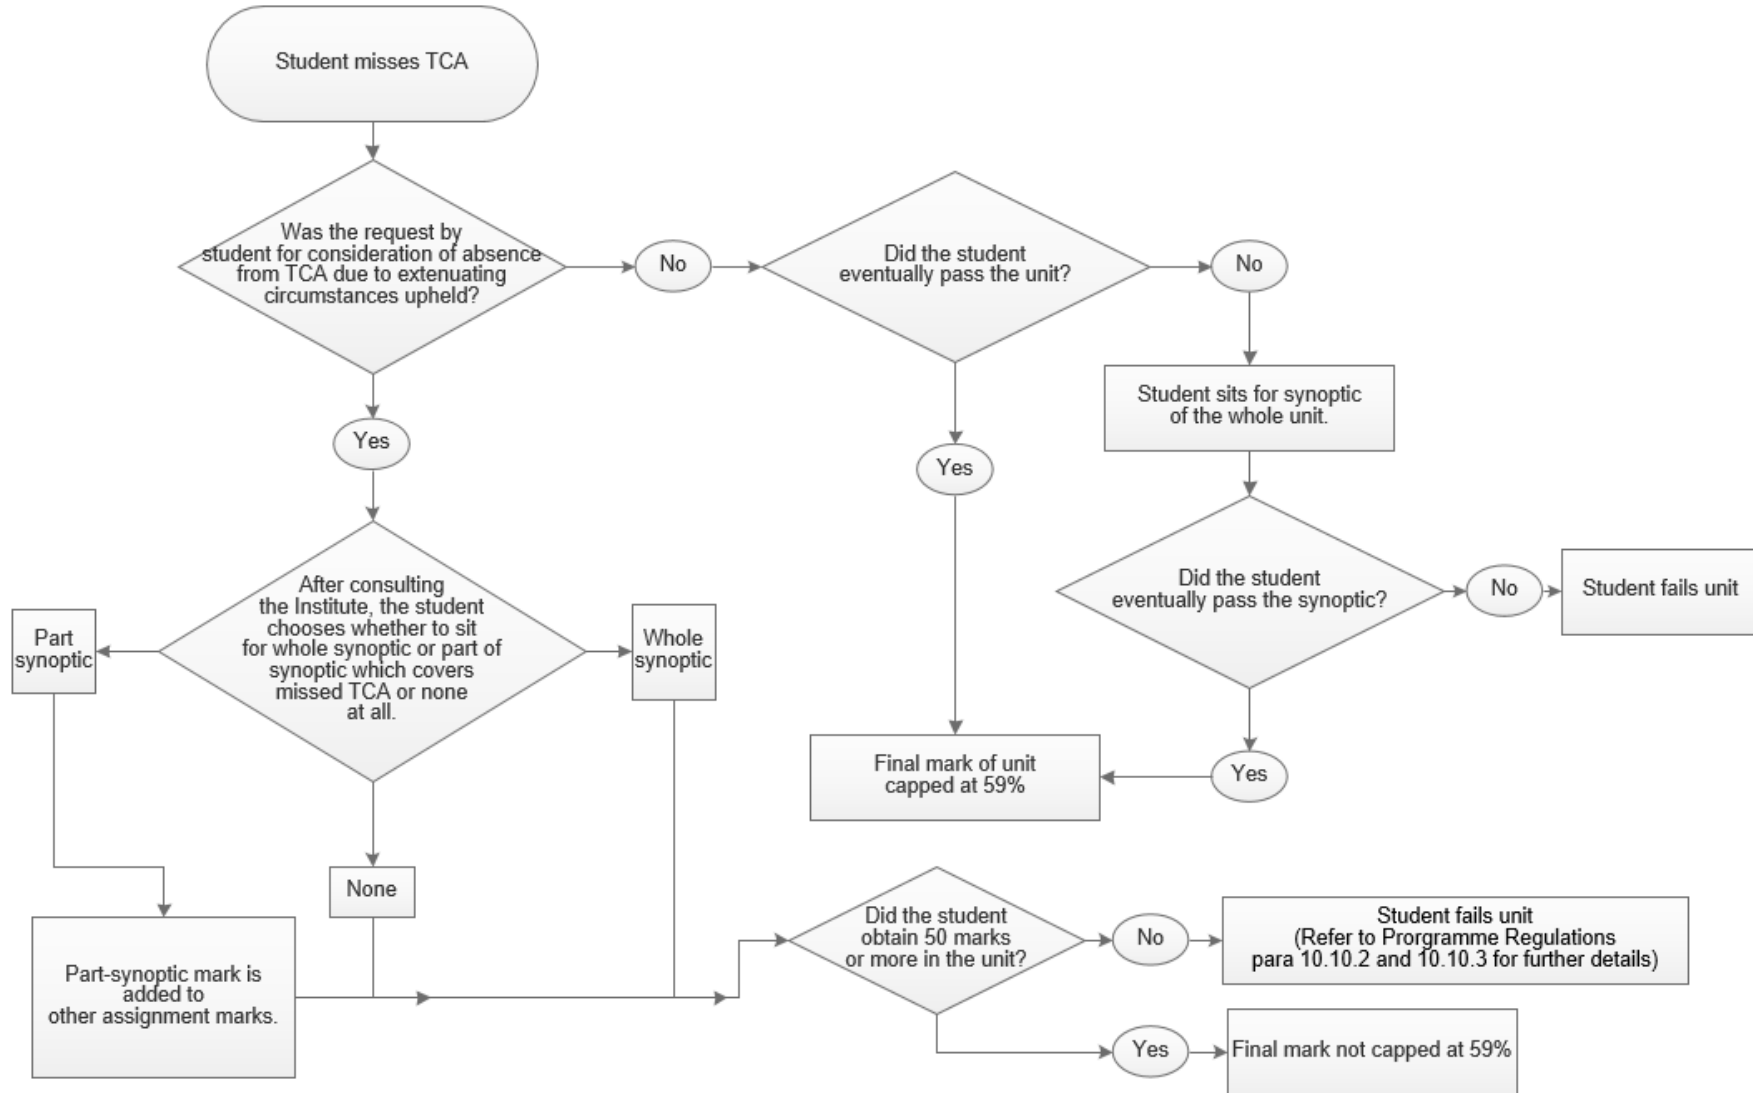 Student misses TCA
Was the request by
student for consideration of absence
from TCA due to extenuating
circumstances upheld?
No
Did the student
eventually pass the unit?
No
Yes
Yes
Student sits for synoptic
of the whole unit.
Did the student
eventually pass the synoptic?
No
Student fails unit
Yes
Final mark of unit
capped at 59%
After consulting
the Institute, the student
chooses whether to sit
for whole synoptic or part of
synoptic which covers
missed TCA or none
at all.
Part
synoptic
Whole
synoptic
None
Part-synoptic mark is
added to
other assignment marks.
Did the student
obtain 50 marks
or more in the unit?
No
Student fails unit
(Refer to Prorgramme Regulations
para 10.10.2 and 10.10.3 for further details)
Yes
Final mark not capped at 59%